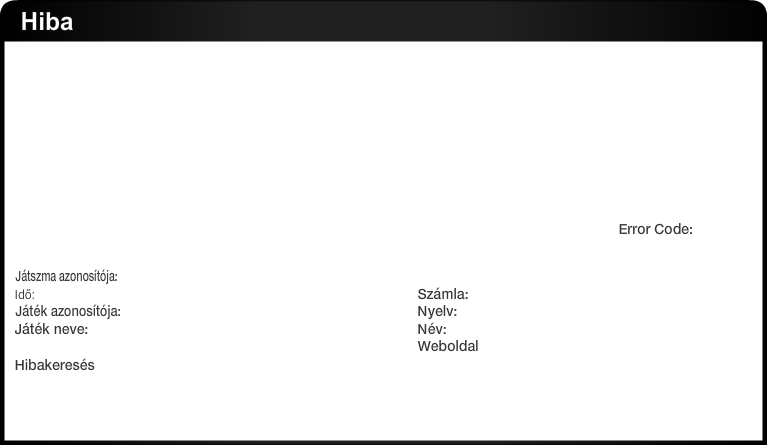 Hiba
Error Code:
Játszma azonosítója:
Idő:
Számla:
Játék azonosítója:
Nyelv:
Játék neve:
Név:
Weboldal
Hibakeresés